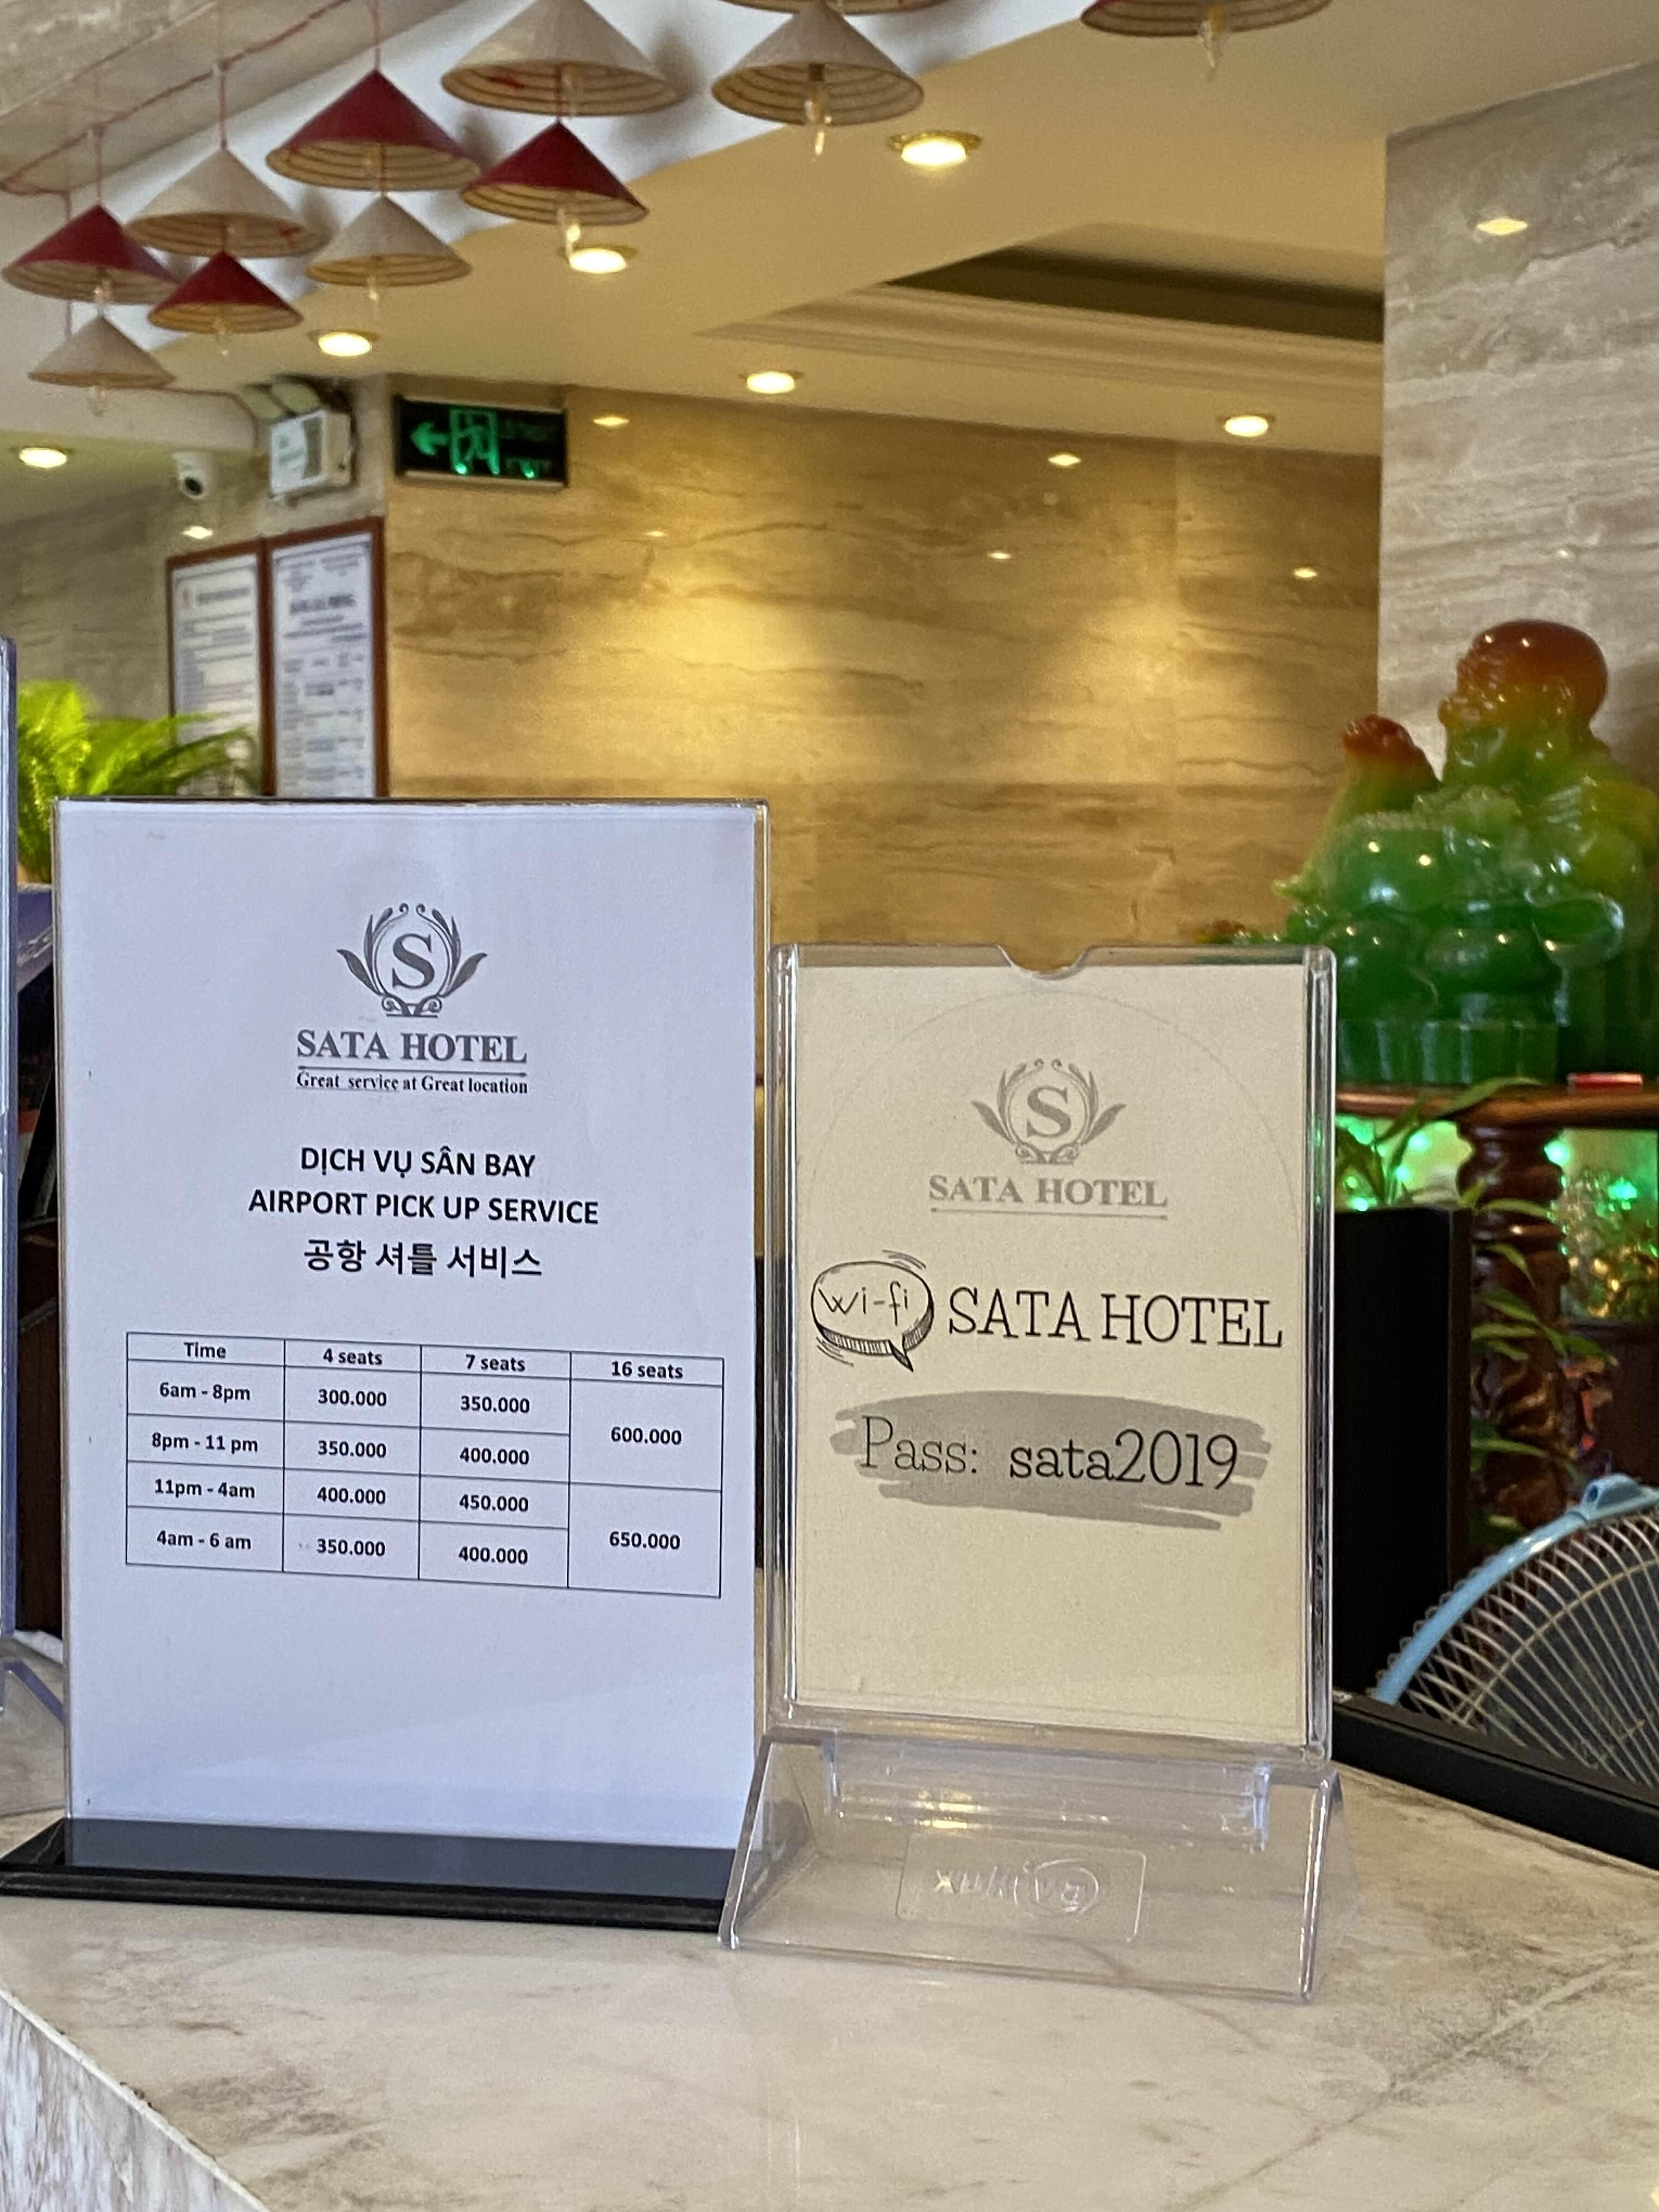 S
SATA HOTEL
Great service at Great location
DỊCH VỤ SÂN BAY
AIRPORT PICK UP SERVICE
공항 셔틀 서비스
Time 4 seats 7 seats 16 seats
6am - 8pm 300.000 350.000 600.000
8pm - 11 pm 350.000 400.000
11pm - 4am 400.000 450.000 650.000
4am - 6 am 350.000 400.000
S
SATA HOTEL
Wi-fi SATA HOTEL
Pass: sata2019
EXIT